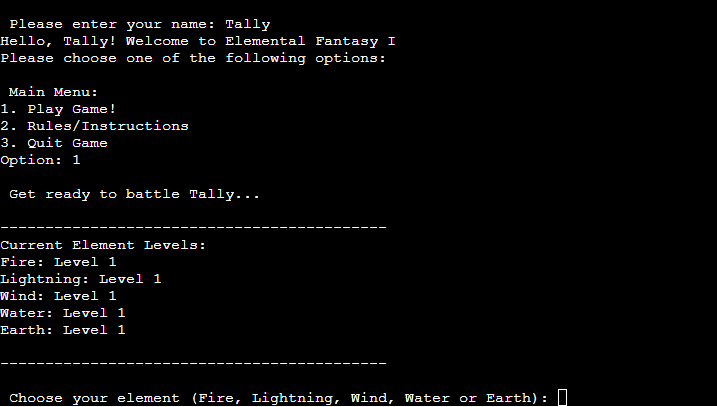 Please enter your name: Tally
Hello, Tally! Welcome to Elemental Fantasy I
Please choose one of the following options:
Main Menu:
1. Play Game!
2. Rules/Instructions
3. Quit Game
Option: 1
Get ready to battle Tally...
-------------------------------------------
Current Element Levels:
Fire: Level 1
Lightning: Level 1
Wind: Level 1
Water: Level 1
Earth: Level 1
-------------------------------------------
Choose your element (Fire, Lightning, Wind, Water or Earth):